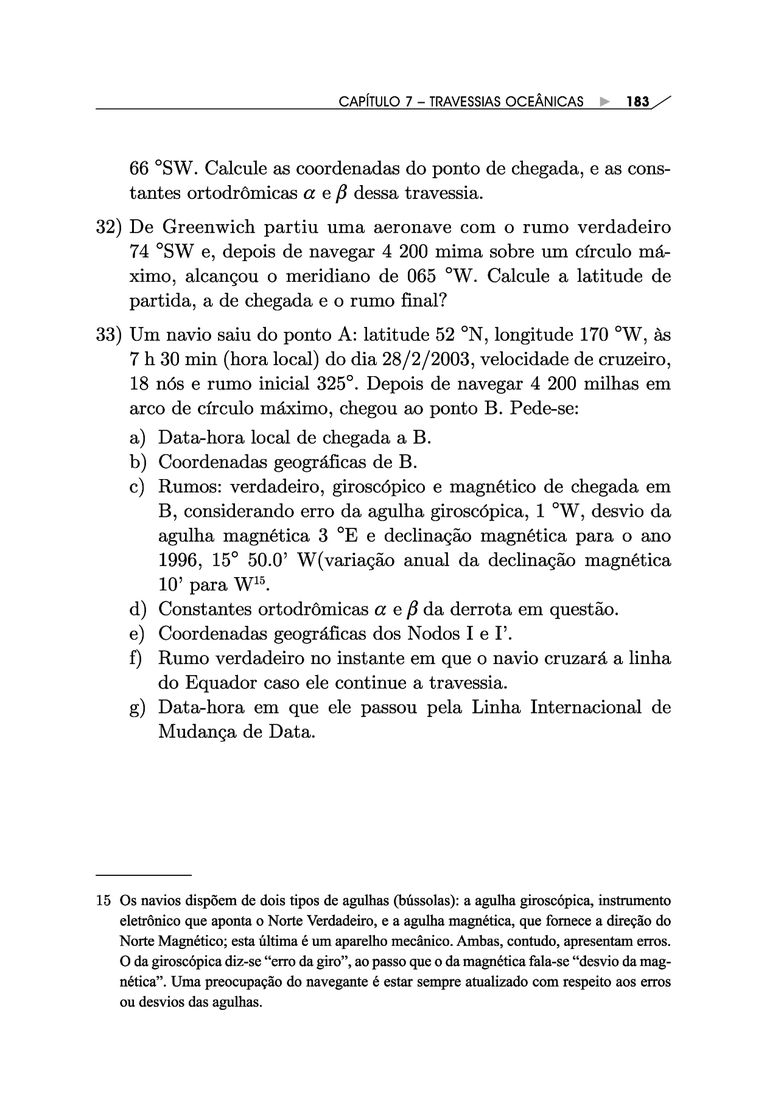 CAPÍTULO 7 – TRAVESSIAS OCEÂNICAS ► 183
66 °SW. Calcule as coordenadas do ponto de chegada, e as cons-
tantes ortodrômicas α e β dessa travessia.
32) De Greenwich partiu uma aeronave com o rumo verdadeiro
74 °SW e, depois de navegar 4 200 mima sobre um círculo má-
ximo, alcançou o meridiano de 065 °W. Calcule a latitude de
partida, a de chegada e o rumo final?
33) Um navio saiu do ponto A: latitude 52 °N, longitude 170 °W, às
7 h 30 min (hora local) do dia 28/2/2003, velocidade de cruzeiro,
18 nós e rumo inicial 325°. Depois de navegar 4 200 milhas em
arco de círculo máximo, chegou ao ponto B. Pede-se:
a) Data-hora local de chegada a B.
b) Coordenadas geográficas de B.
c) Rumos: verdadeiro, giroscópico e magnético de chegada em
B, considerando erro da agulha giroscópica, 1 °W, desvio da
agulha magnética 3 °E e declinação magnética para o ano
1996, 15° 50.0’ W(variação anual da declinação magnética
10’ para W15.
d) Constantes ortodrômicas α e β da derrota em questão.
e) Coordenadas geográficas dos Nodos I e I’.
f) Rumo verdadeiro no instante em que o navio cruzará a linha
do Equador caso ele continue a travessia.
g) Data-hora em que ele passou pela Linha Internacional de
Mudança de Data.
15 Os navios dispõem de dois tipos de agulhas (bússolas): a agulha giroscópica, instrumento
eletrônico que aponta o Norte Verdadeiro, e a agulha magnética, que fornece a direção do
Norte Magnético; esta última é um aparelho mecânico. Ambas, contudo, apresentam erros.
O da giroscópica diz-se “erro da giro”, ao passo que o da magnética fala-se “desvio da mag-
nética”. Uma preocupação do navegante é estar sempre atualizado com respeito aos erros
ou desvios das agulhas.